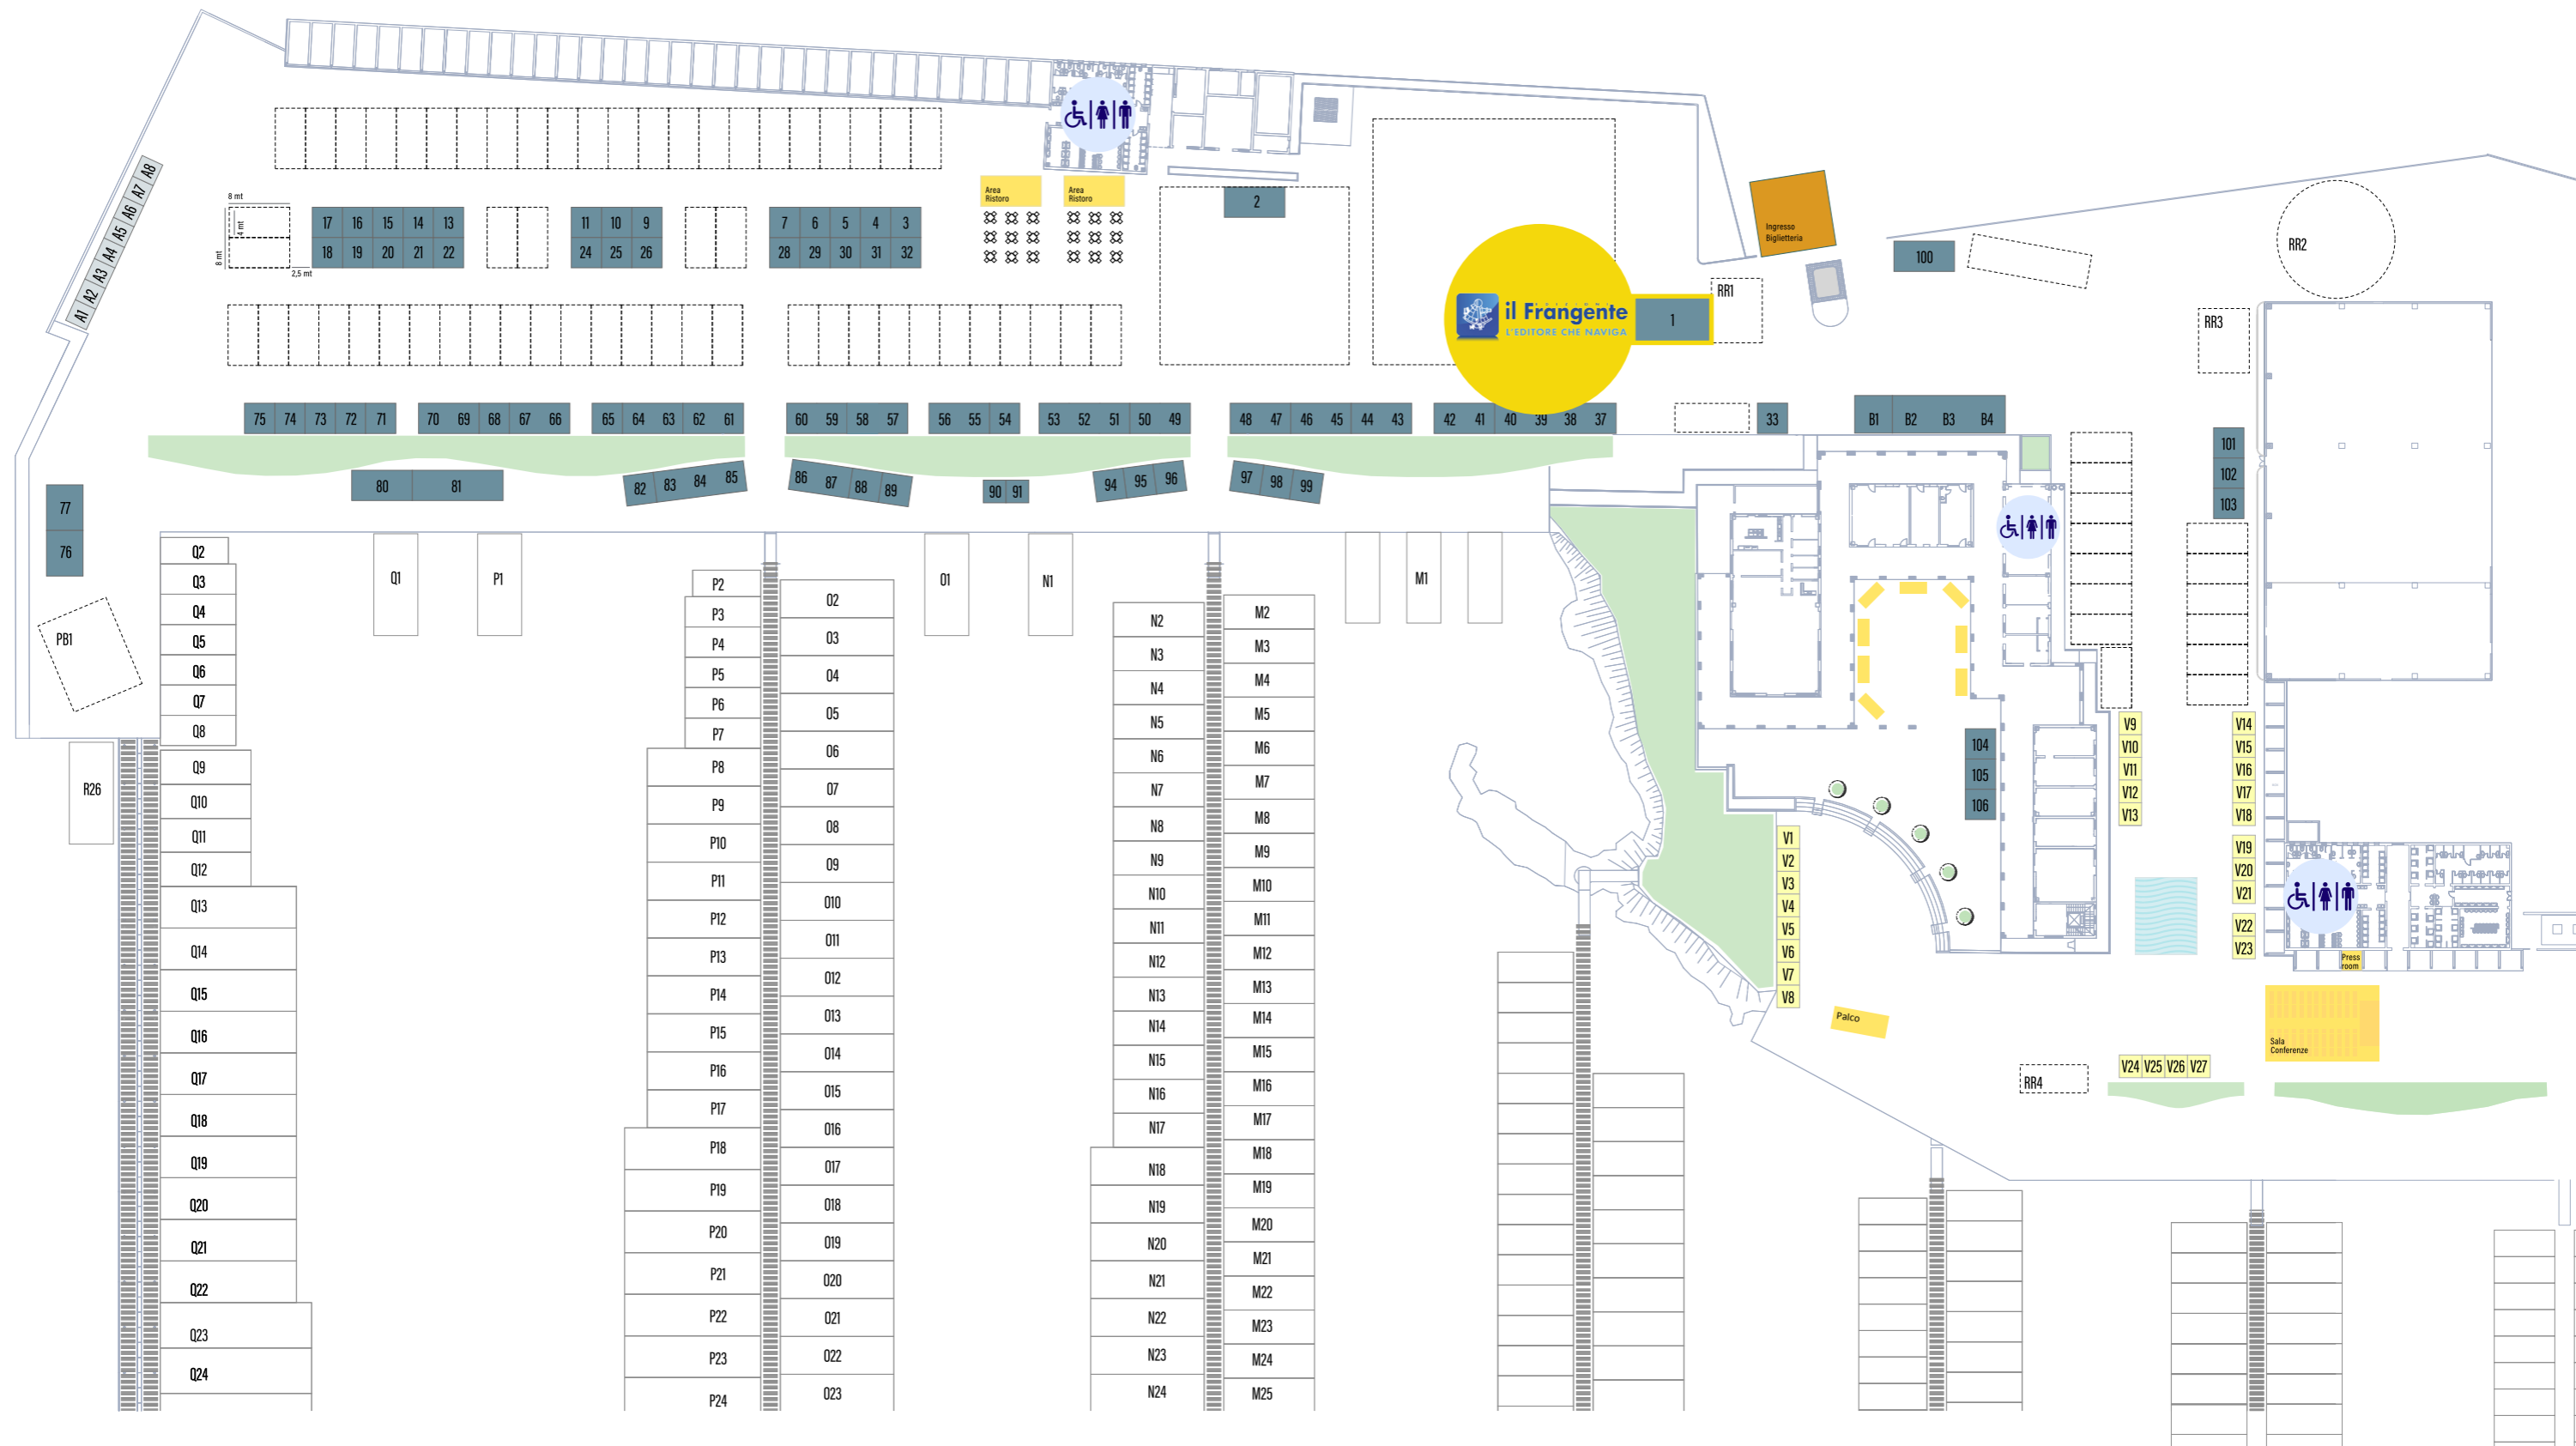 A1 A2 A3 A4 A5 A6 A7 A8
8 mt
4 mt
8 mt
2,5 mt
17 16 15 14 13
18 19 20 21 22
11 10 9
24 25 26
7 6 5 4 3
28 29 30 31 32
Area
Ristoro
Area
Ristoro
2
EDIZIONI
il Frangente
L'EDITORE CHE NAVIGA
1
RR1
Ingresso
Biglietteria
100
RR2
RR3
75 74 73 72 71
70 69 68 67 66
65 64 63 62 61
60 59 58 57
56 55 54
53 52 51 50 49
48 47 46 45 44 43
42 41 40 39 38 37
33
B1 B2 B3 B4
101
102
103
77
76
80 81
82 83 84 85
86 87 88 89
90 91
94 95 96
97 98 99
PB1
R26
Q1
P1
O1
N1
M1
Q2
Q3
Q4
Q5
Q6
Q7
Q8
Q9
Q10
Q11
Q12
Q13
Q14
Q15
Q16
Q17
Q18
Q19
Q20
Q21
Q22
Q23
Q24
P2
P3
P4
P5
P6
P7
P8
P9
P10
P11
P12
P13
P14
P15
P16
P17
P18
P19
P20
P21
P22
P23
P24
O2
O3
O4
O5
O6
O7
O8
O9
O10
O11
O12
O13
O14
O15
O16
O17
O18
O19
O20
O21
O22
O23
N2
N3
N4
N5
N6
N7
N8
N9
N10
N11
N12
N13
N14
N15
N16
N17
N18
N19
N20
N21
N22
N23
N24
M2
M3
M4
M5
M6
M7
M8
M9
M10
M11
M12
M13
M14
M15
M16
M17
M18
M19
M20
M21
M22
M23
M24
M25
104
105
106
V1
V2
V3
V4
V5
V6
V7
V8
V9
V10
V11
V12
V13
V14
V15
V16
V17
V18
V19
V20
V21
V22
V23
Press
room
Palco
Sala
Conferenze
RR4
V24 V25 V26 V27